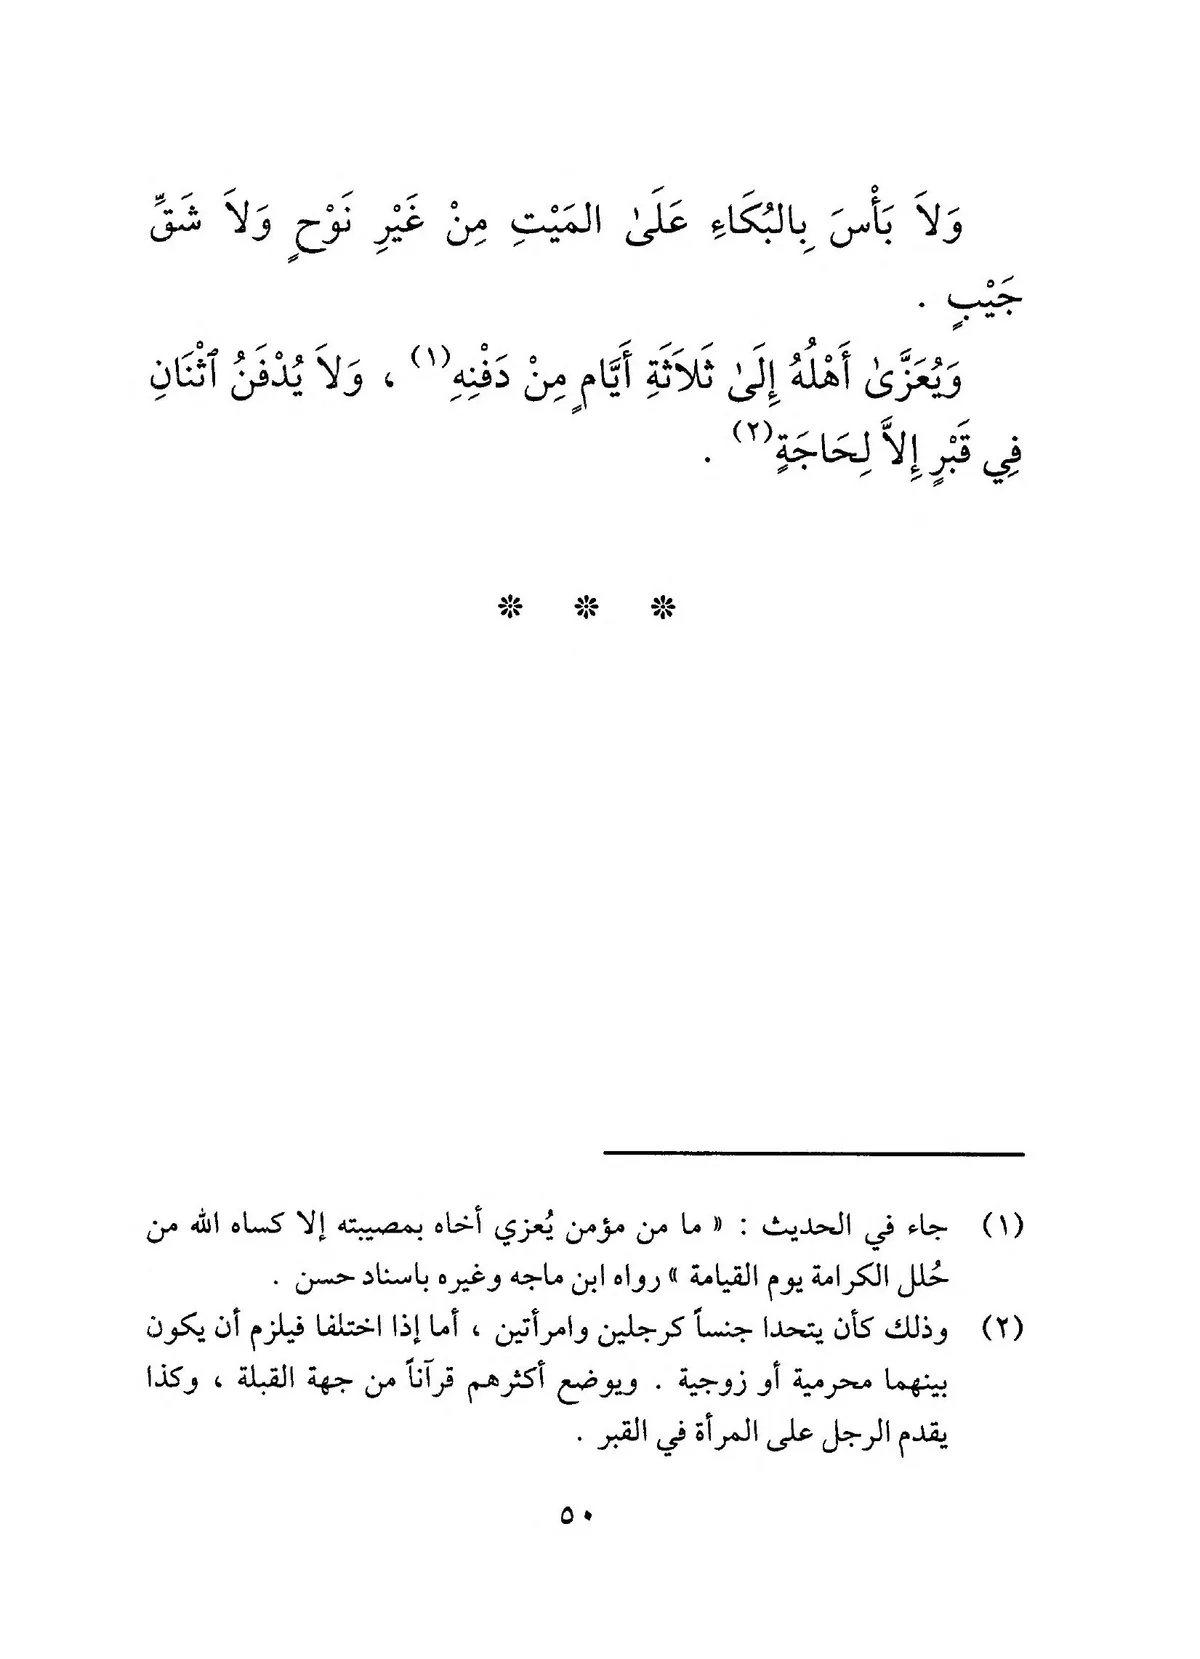 وَلاَ بَأْسَ بِالبُكَاءِ عَلَىٰ المَيْتِ مِنْ غَيْرِ نَوْحٍ وَلاَ شَقِّ
جَيْبٍ .
وَيُعَزَّىٰ أَهْلُهُ إِلَىٰ ثَلاَثَةِ أَيَّامٍ مِنْ دَفْنِهِ(١) ، وَلاَ يُدْفَنُ ٱثْنَانِ
فِي قَبْرٍ إِلاَّ لِحَاجَةٍ(٢) .
❊ ❊ ❊
(١) جاء في الحديث : « ما من مؤمن يُعزي أخاه بمصيبته إلا كساه الله من
حُلل الكرامة يوم القيامة » رواه ابن ماجه وغيره باسناد حسن .
(٢) وذلك كأن يتحدا جنساً كرجلين وامرأتين ، أما إذا اختلفا فيلزم أن يكون
بينهما محرمية أو زوجية . ويوضع أكثرهم قرآناً من جهة القبلة ، وكذا
يقدم الرجل على المرأة في القبر .
٥٠